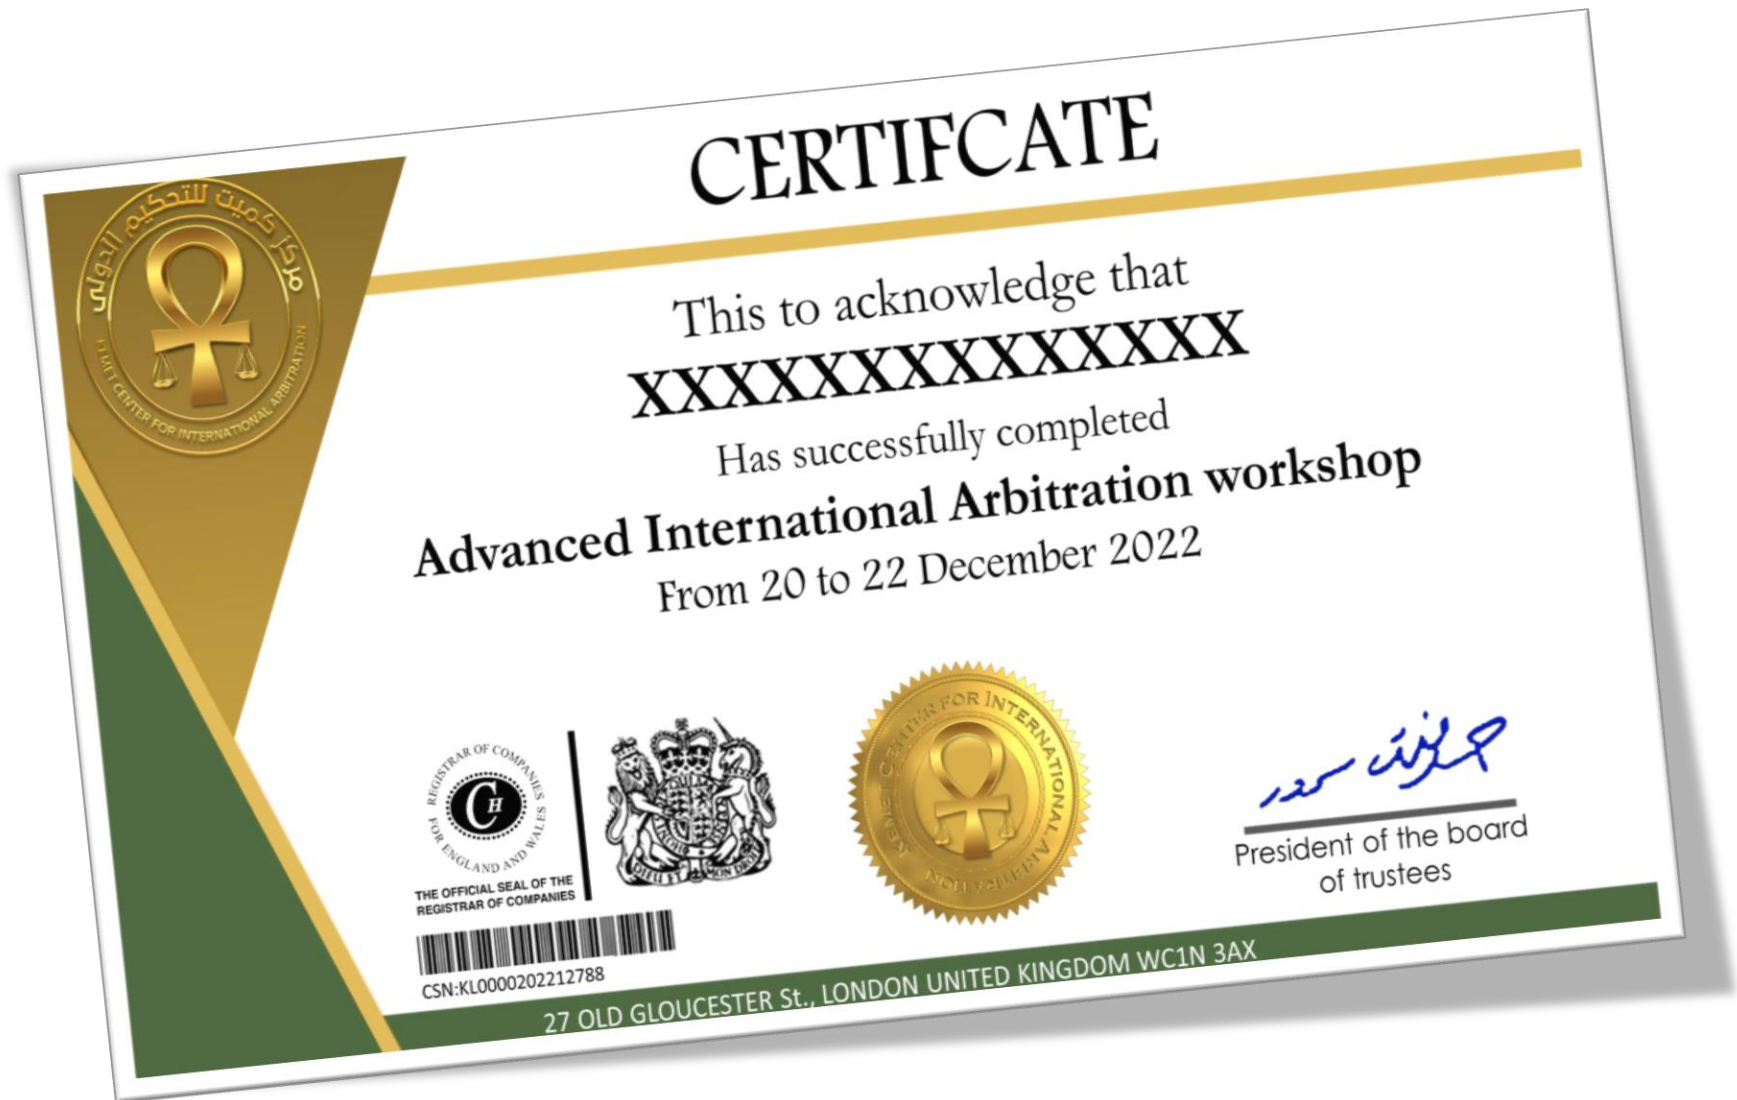 CERTIFCATE
مركز كميت للتحكيم الدولي
KEMET CENTER FOR INTERNATIONAL ARBITRATION
This to acknowledge that
XXXXXXXXXXXXXX
Has successfully completed
Advanced International Arbitration workshop
From 20 to 22 December 2022
REGISTRAR OF COMPANIES
FOR ENGLAND AND WALES
CH
THE OFFICIAL SEAL OF THE
REGISTRAR OF COMPANIES
DIEU ET MON DROIT
KEMET CENTER FOR INTERNATIONAL ARBITRATION
President of the board
of trustees
CSN:KL0000202212788
27 OLD GLOUCESTER St., LONDON UNITED KINGDOM WC1N 3AX